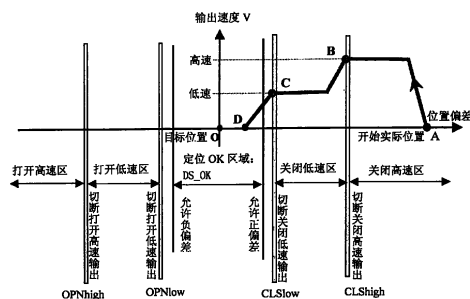 输出速度 V
高速
低速
B
C
D
目标位置 O
开始实际位置 A
位置偏差
打开高速区
打开低速区
定位 OK 区域:
DS_OK
关闭低速区
关闭高速区
切断打开高速输出
切断打开低速输出
允许负偏差
允许正偏差
切断关闭低速输出
切断关闭高速输出
OPNhigh
OPNlow
CLSlow
CLShigh